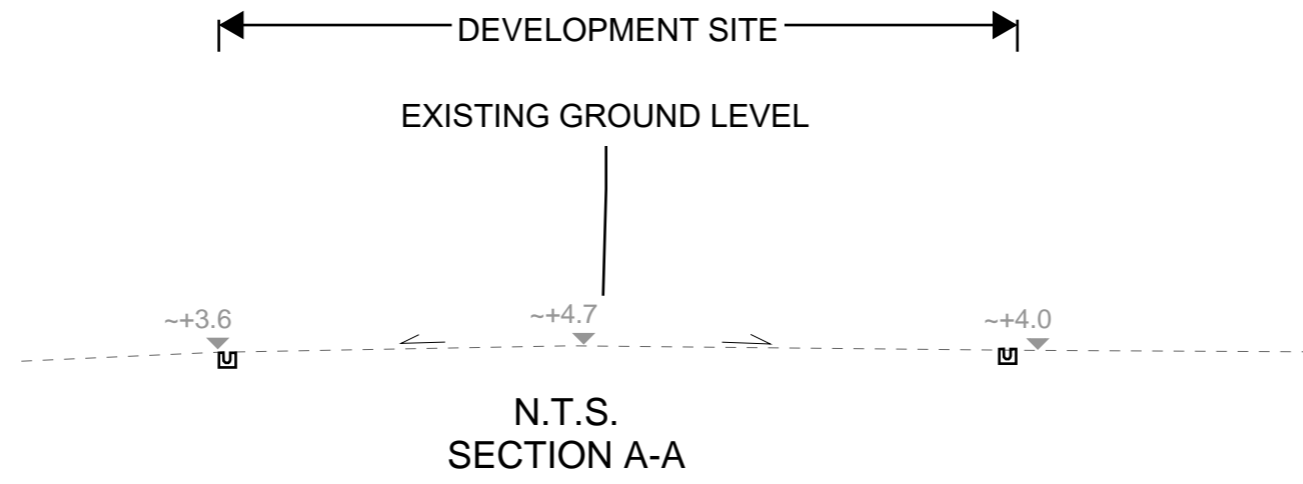 DEVELOPMENT SITE
EXISTING GROUND LEVEL
~+3.6
~+4.7
~+4.0
N.T.S.
SECTION A-A